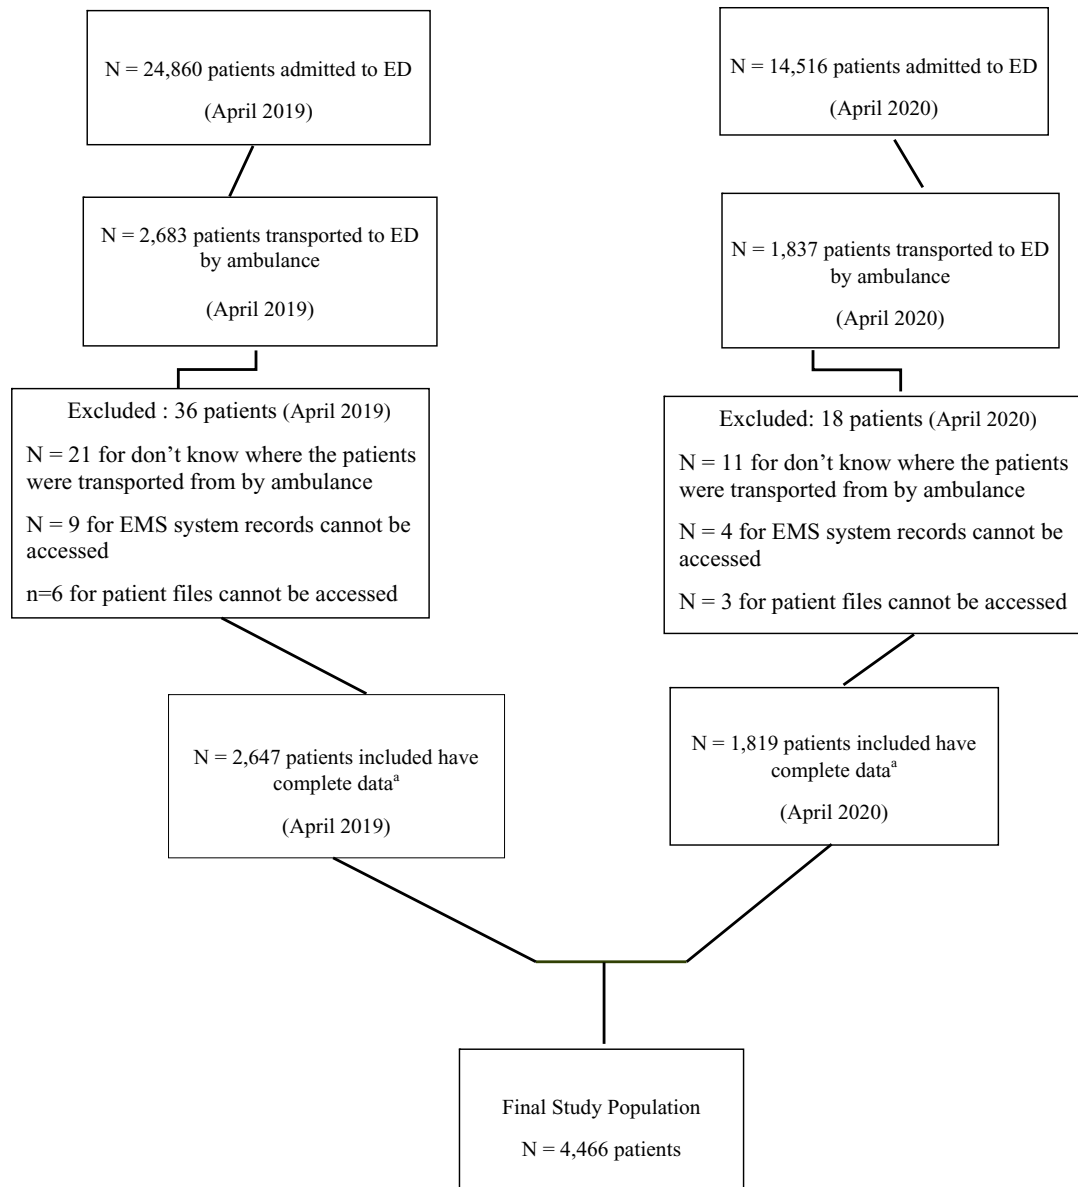 N = 24,860 patients admitted to ED
(April 2019)
N = 14,516 patients admitted to ED
(April 2020)
N = 2,683 patients transported to ED
by ambulance
(April 2019)
N = 1,837 patients transported to ED
by ambulance
(April 2020)
Excluded : 36 patients (April 2019)
N = 21 for don’t know where the patients
were transported from by ambulance
N = 9 for EMS system records cannot be
accessed
n=6 for patient files cannot be accessed
Excluded: 18 patients (April 2020)
N = 11 for don’t know where the patients
were transported from by ambulance
N = 4 for EMS system records cannot be
accessed
N = 3 for patient files cannot be accessed
N = 2,647 patients included have
complete dataᵃ
(April 2019)
N = 1,819 patients included have
complete dataᵃ
(April 2020)
Final Study Population
N = 4,466 patients